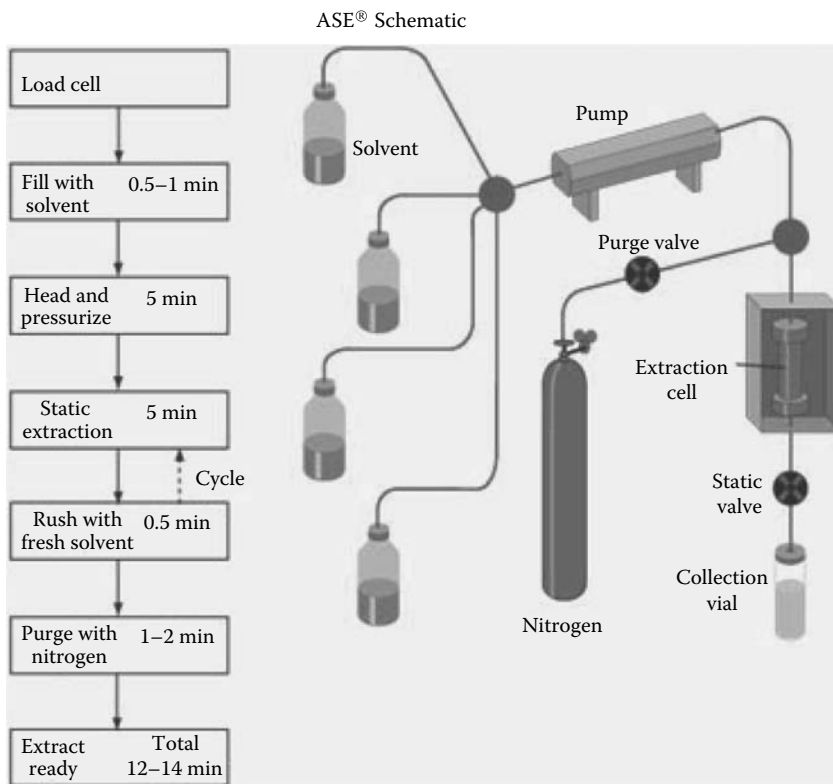 ASE® Schematic
Load cell
Fill with 0.5–1 min
solvent
Head and 5 min
pressurize
Static 5 min
extraction
Cycle
Rush with 0.5 min
fresh solvent
Purge with 1–2 min
nitrogen
Extract Total
ready 12–14 min
Solvent
Pump
Purge valve
Extraction
cell
Static
valve
Collection
vial
Nitrogen